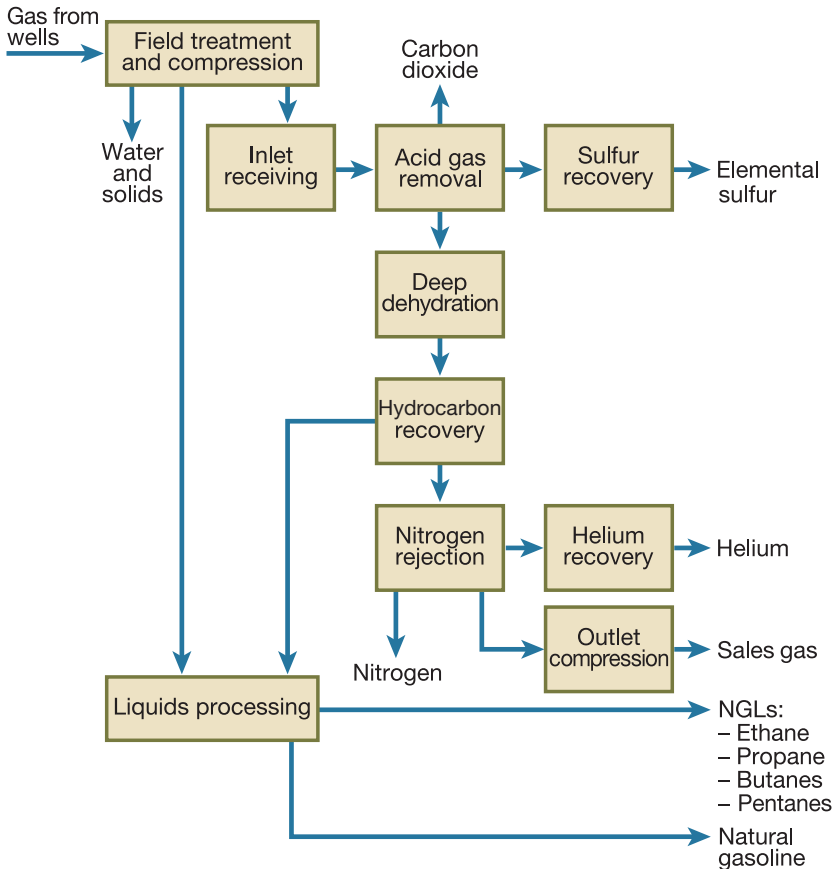 Gas from
wells
Field treatment
and compression
Carbon
dioxide
Water
and
solids
Inlet
receiving
Acid gas
removal
Sulfur
recovery
Elemental
sulfur
Deep
dehydration
Hydrocarbon
recovery
Nitrogen
rejection
Helium
recovery
Helium
Nitrogen
Outlet
compression
Sales gas
Liquids processing
NGLs:
– Ethane
– Propane
– Butanes
– Pentanes
Natural
gasoline